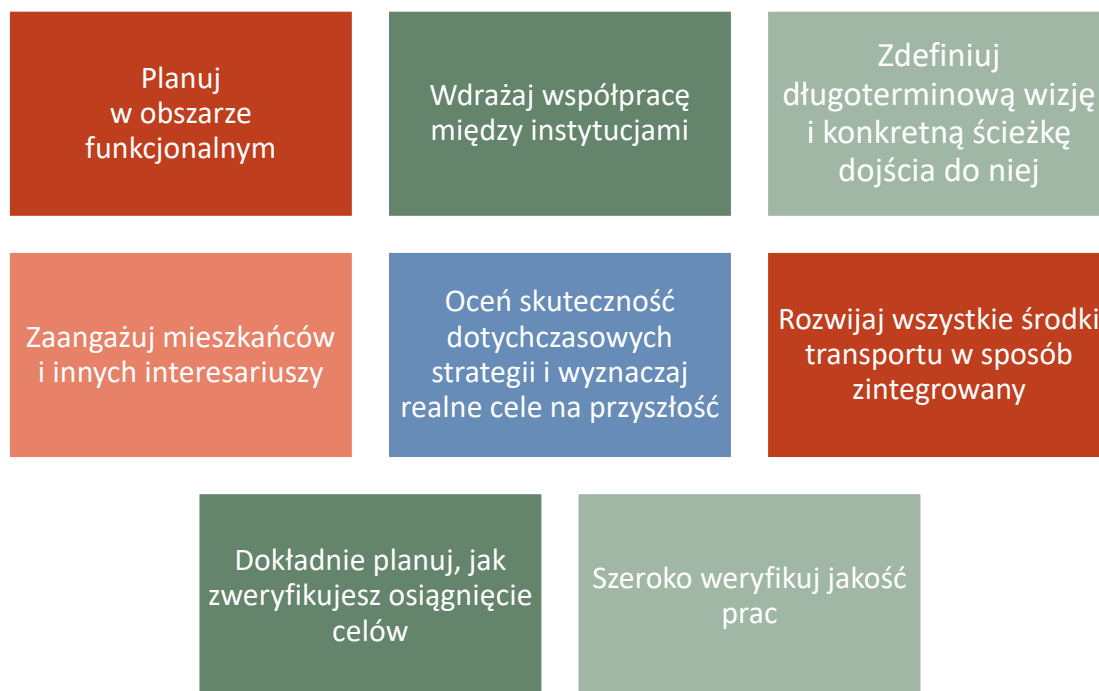 Planuj
w obszarze
funkcjonalnym
Wdrażaj współpracę
między instytucjami
Zdefiniuj
długoterminową wizję
i konkretną ścieżkę
dojścia do niej
Zaangażuj mieszkańców
i innych interesariuszy
Oceń skuteczność
dotychczasowych
strategii i wyznaczaj
realne cele na przyszłość
Rozwijaj wszystkie środki
transportu w sposób
zintegrowany
Dokładnie planuj, jak
zweryfikujesz osiągnięcie
celów
Szeroko weryfikuj jakość
prac